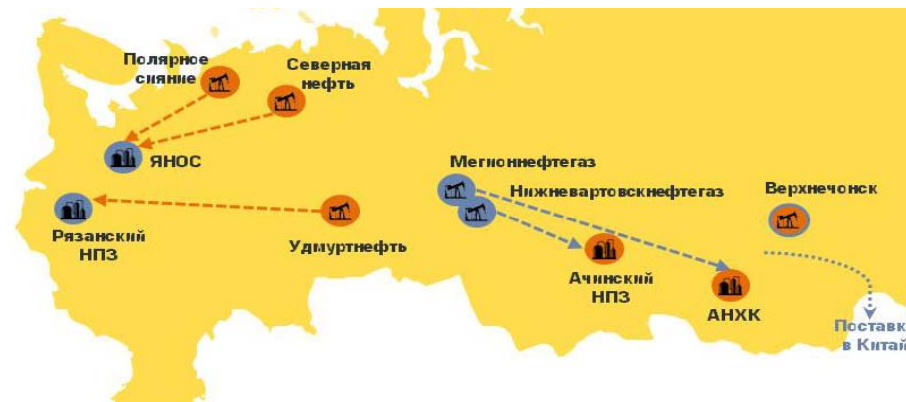 Полярное
сияние
Северная
нефть
ЯНОС
Мегионнефтегаз
Нижневартовскнефтегаз
Верхнечонск
Рязанский
НПЗ
Удмуртнефть
Ачинский
НПЗ
АНХК
Поставк
в Китай